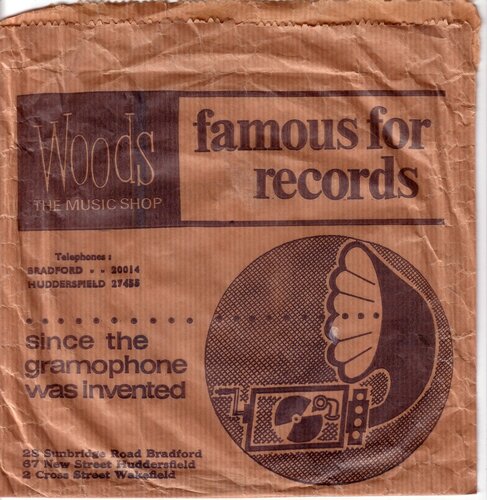 Woods
THE MUSIC SHOP
famous for
records
Telephones :
BRADFORD - - 20014
HUDDERSFIELD 27455
since the
gramophone
was invented
28 Sunbridge Road Bradford
67 New Street Huddersfield
2 Cross Street Wakefield